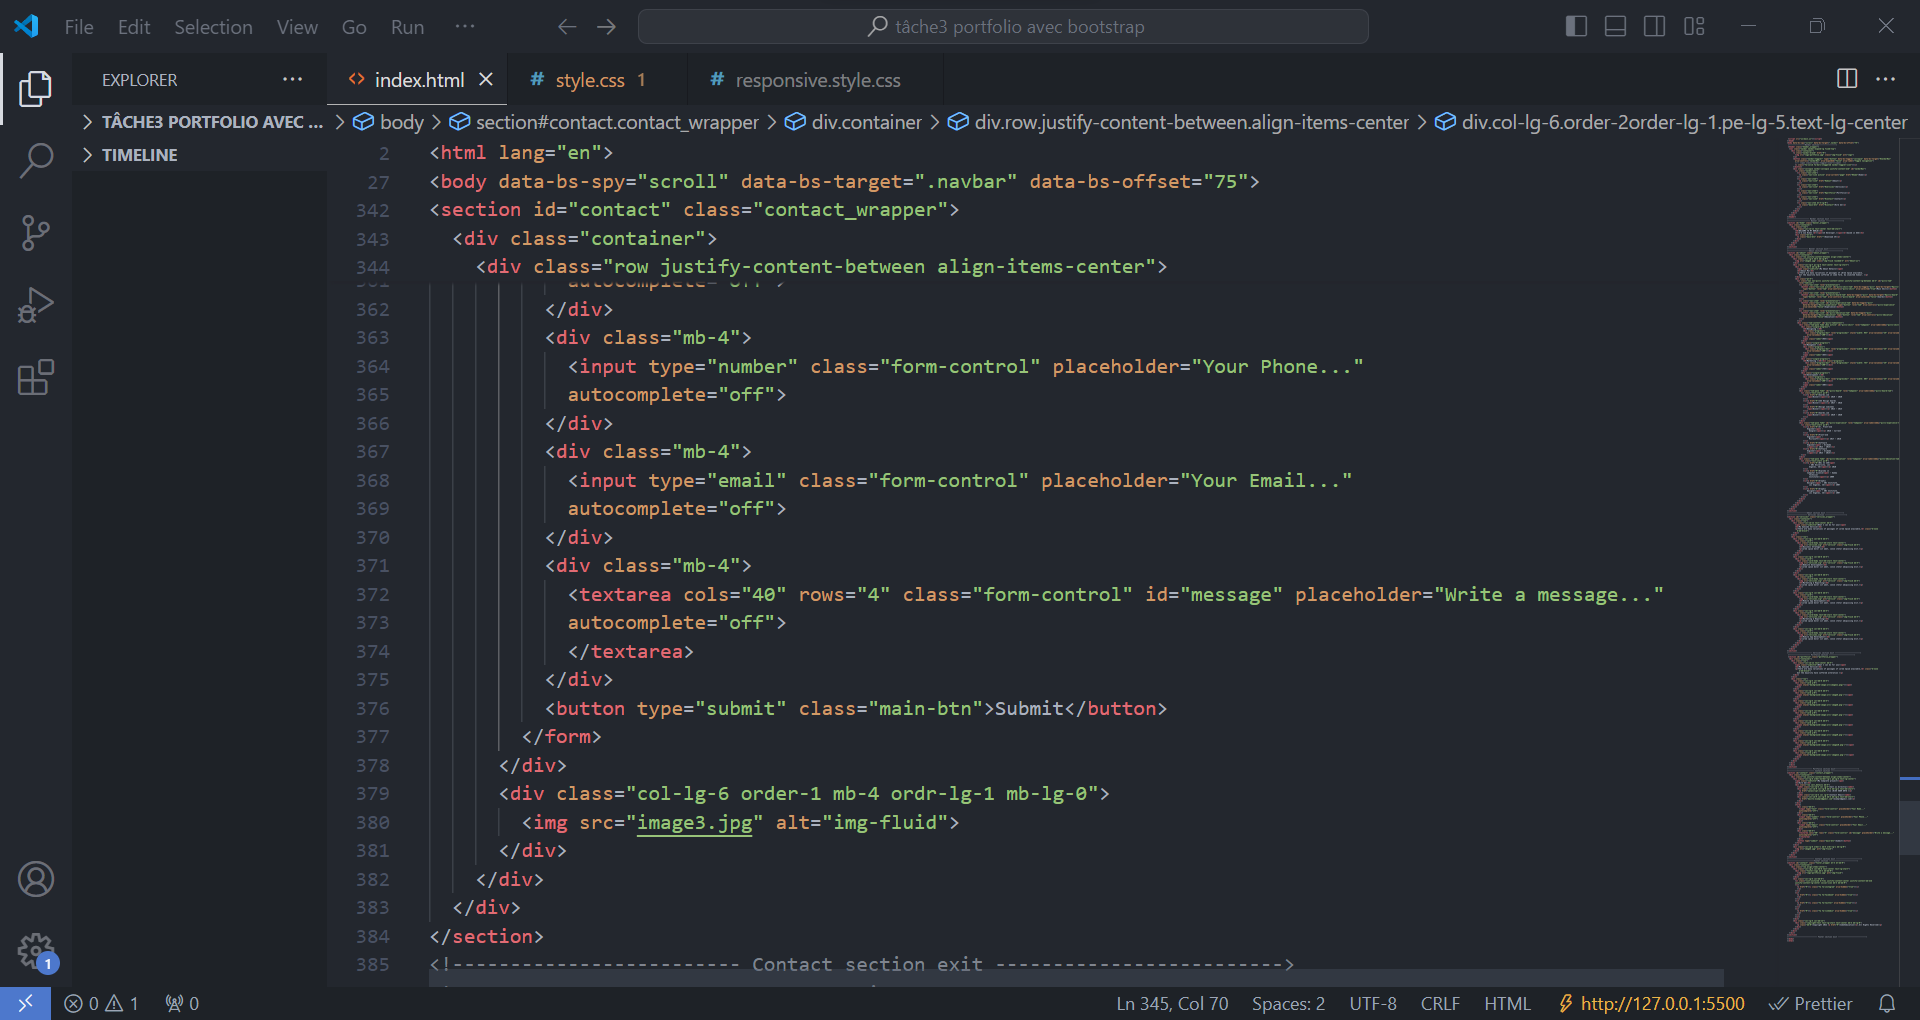 File Edit Selection View Go Run ··· tâche3 portfolio avec bootstrap
EXPLORER ···
index.html
# style.css 1
# responsive.style.css
TÂCHE3 PORTFOLIO AVEC ...
TIMELINE
body > section#contact.contact_wrapper > div.container > div.row.justify-content-between.align-items-center > div.col-lg-6.order-2order-lg-1.pe-lg-5.text-lg-center
2 <html lang="en">
27 <body data-bs-spy="scroll" data-bs-target=".navbar" data-bs-offset="75">
342 <section id="contact" class="contact_wrapper">
343 <div class="container">
344 <div class="row justify-content-between align-items-center">
361 autocomplete="off">
362 </div>
363 <div class="mb-4">
364 <input type="number" class="form-control" placeholder="Your Phone..."
365 autocomplete="off">
366 </div>
367 <div class="mb-4">
368 <input type="email" class="form-control" placeholder="Your Email..."
369 autocomplete="off">
370 </div>
371 <div class="mb-4">
372 <textarea cols="40" rows="4" class="form-control" id="message" placeholder="Write a message..."
373 autocomplete="off">
374 </textarea>
375 </div>
376 <button type="submit" class="main-btn">Submit</button>
377 </form>
378 </div>
379 <div class="col-lg-6 order-1 mb-4 ordr-lg-1 mb-lg-0">
380 <img src="image3.jpg" alt="img-fluid">
381 </div>
382 </div>
383 </div>
384 </section>
385 <!------------------------- Contact section exit ------------------------->
1
0 1 0 Ln 345, Col 70 Spaces: 2 UTF-8 CRLF HTML http://127.0.0.1:5500 Prettier